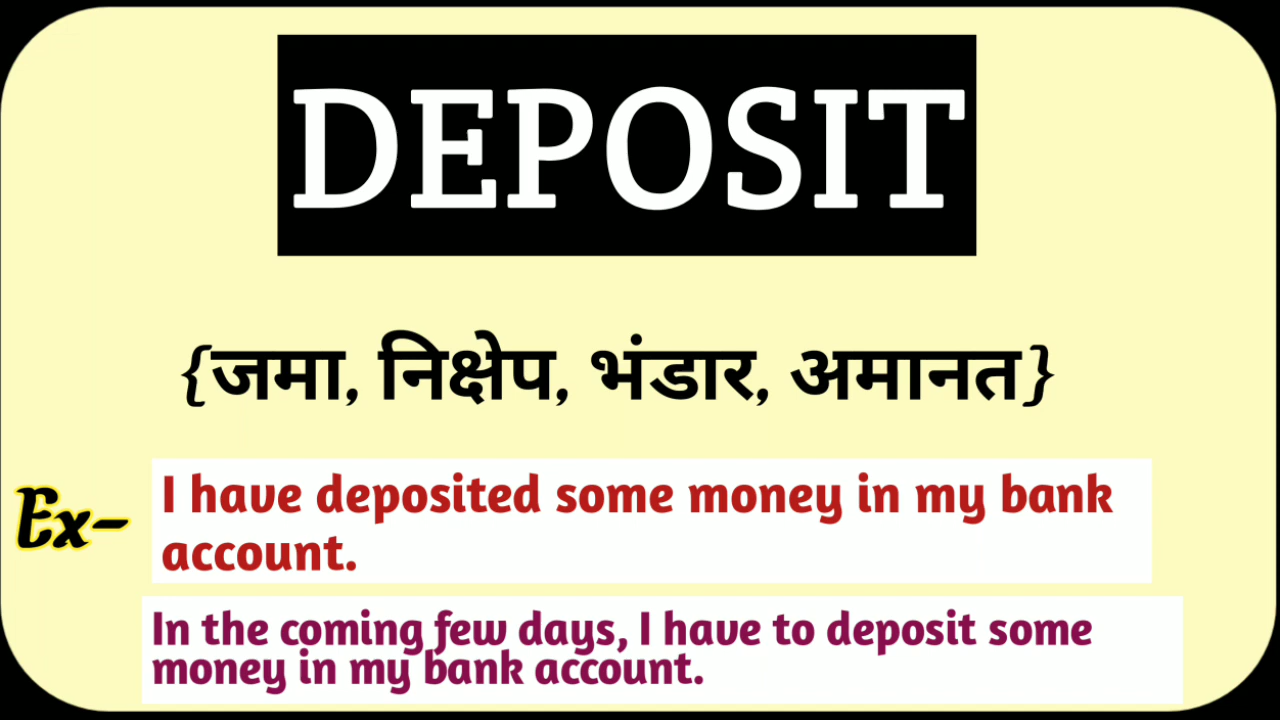 DEPOSIT
{जमा, निक्षेप, भंडार, अमानत}
Ex-
I have deposited some money in my bank
account.
In the coming few days, I have to deposit some
money in my bank account.